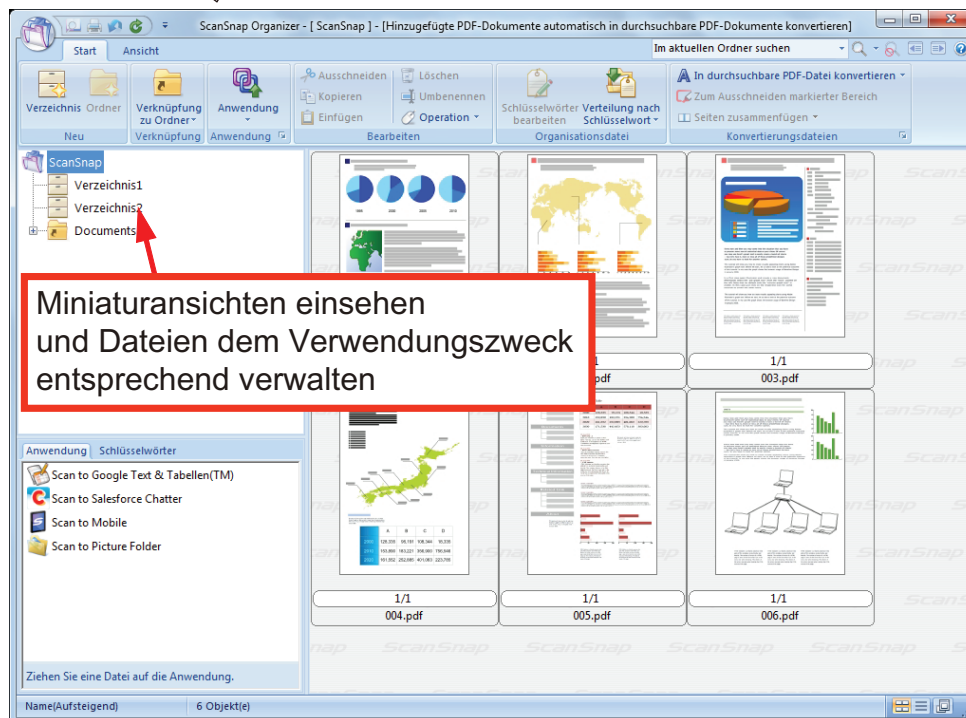 ScanSnap Organizer - [ ScanSnap ] - [Hinzugefügte PDF-Dokumente automatisch in durchsuchbare PDF-Dokumente konvertieren]
Start Ansicht
Im aktuellen Ordner suchen
Verzeichnis Ordner
Neu
Verknüpfung
zu Ordner
Verknüpfung
Anwendung
Anwendung
Ausschneiden
Kopieren
Einfügen
Löschen
Umbenennen
Operation
Bearbeiten
Schlüsselwörter
bearbeiten
Verteilung nach
Schlüsselwort
Organisationsdatei
In durchsuchbare PDF-Datei konvertieren
Zum Ausschneiden markierter Bereich
Seiten zusammenfügen
Konvertierungsdateien
ScanSnap
Verzeichnis1
Verzeichnis2
Documents
Miniaturansichten einsehen
und Dateien dem Verwendungszweck
entsprechend verwalten
1/1
003.pdf
Anwendung Schlüsselwörter
Scan to Google Text & Tabellen(TM)
Scan to Salesforce Chatter
Scan to Mobile
Scan to Picture Folder
Ziehen Sie eine Datei auf die Anwendung.
1/1
004.pdf
1/1
005.pdf
1/1
006.pdf
Name(Aufsteigend) 6 Objekt(e)